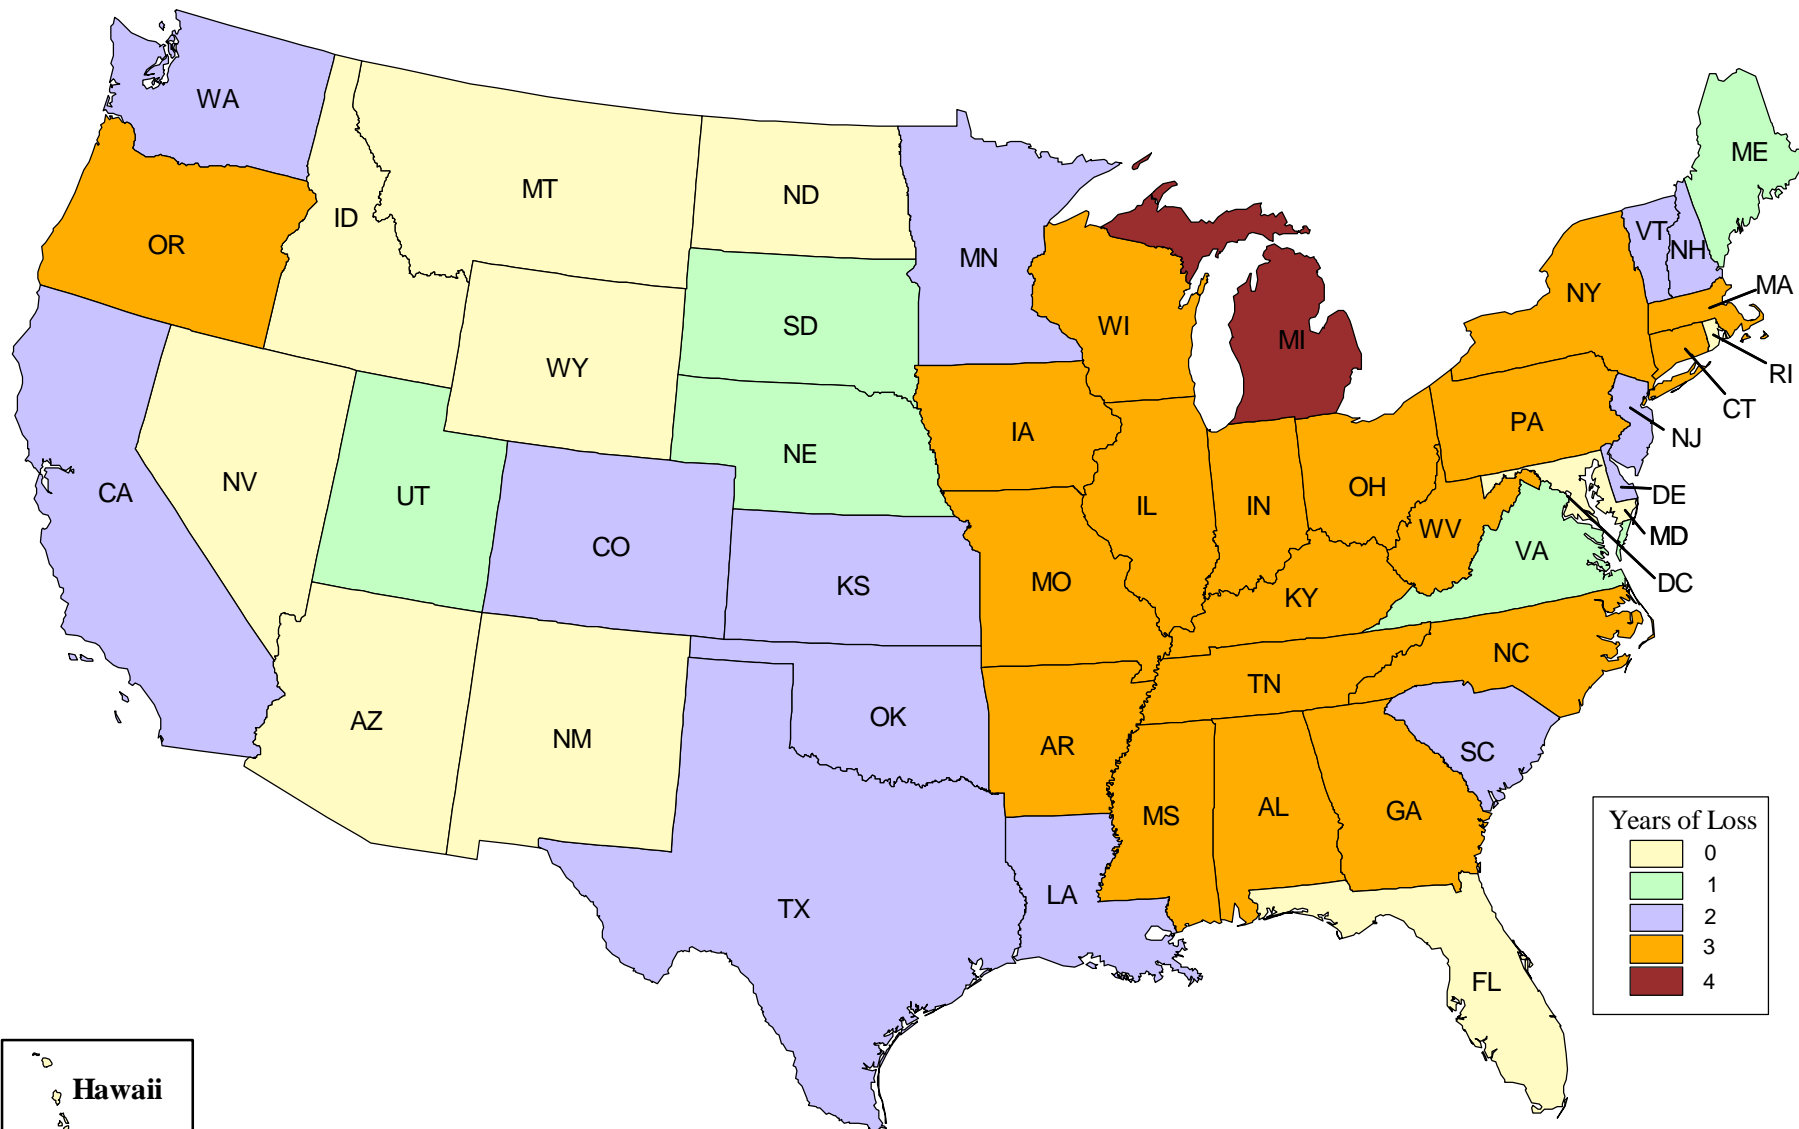 WA
ME
MT
ND
ID
VT
OR
NH
MN
MA
NY
SD
WI
MI
WY
RI
CT
PA
IA
NJ
NE
NV
CA
UT
OH
DE
IL
IN
WV
MD
CO
VA
KS
MO
DC
KY
NC
TN
OK
AZ
NM
AR
SC
MS
AL
GA
Years of Loss
0
1
LA
TX
2
3
FL
4
Hawaii